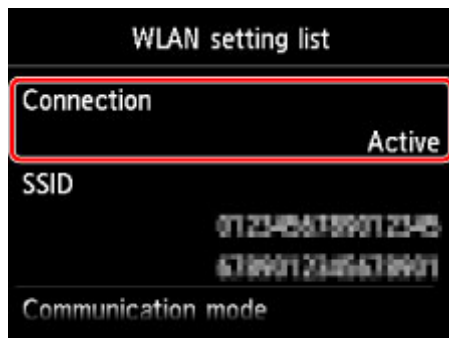 WLAN setting list
Connection
Active
SSID
Communication mode